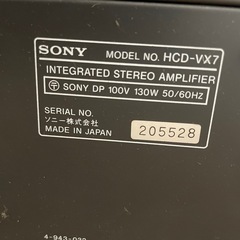 SONY MODEL NO. HCD-VX7
INTEGRATED STEREO AMPLIFIER
SONY DP 100V 130W 50/60HZ
SERIAL NO.
ソニー株式会社
MADE IN JAPAN 205528